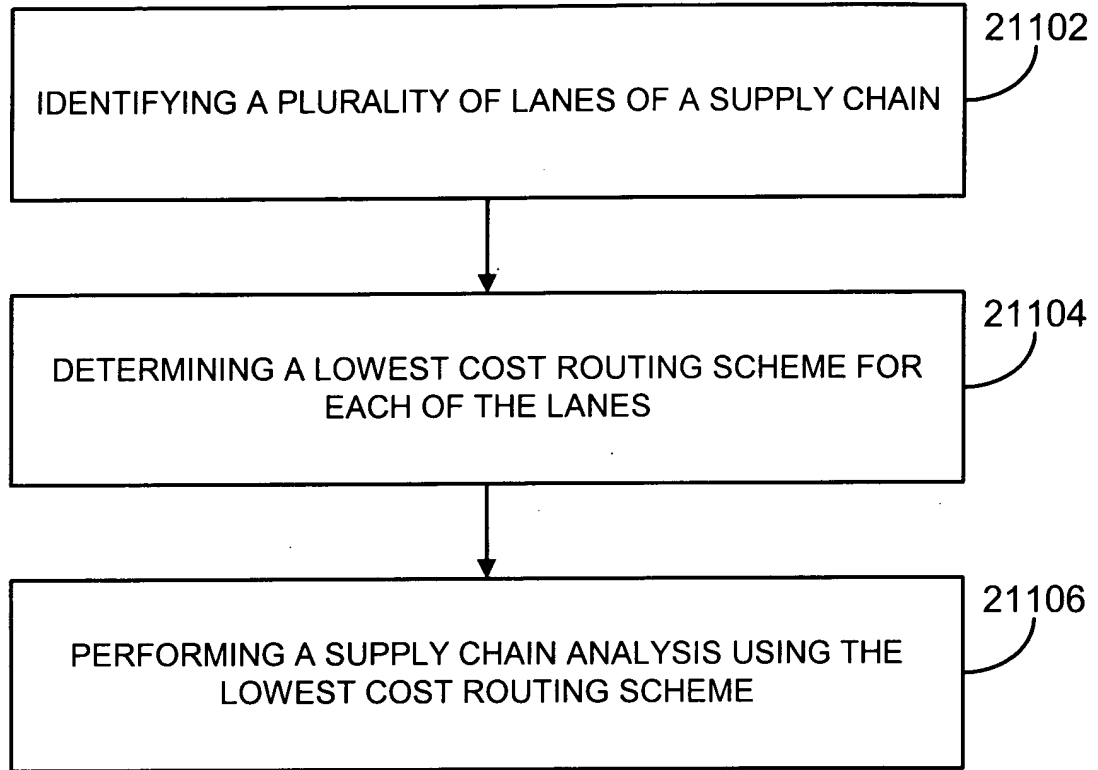 21102
IDENTIFYING A PLURALITY OF LANES OF A SUPPLY CHAIN
21104
DETERMINING A LOWEST COST ROUTING SCHEME FOR
EACH OF THE LANES
21106
PERFORMING A SUPPLY CHAIN ANALYSIS USING THE
LOWEST COST ROUTING SCHEME